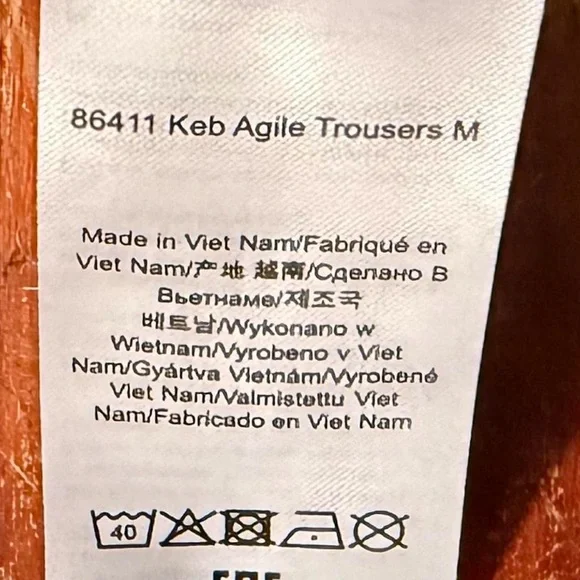 86411 Keb Agile Trousers M
Made in Viet Nam/Fabriqué en
Viet Nam/产地 越南/Сделано В
Вьетнаме/제조국
베트남/Wykonano w
Wietnam/Vyrobeno v Viet
Nam/Gyártva Vietnám/Vyrobené
Viet Nam/Valmistettu Viet
Nam/Fabricado en Viet Nam
40